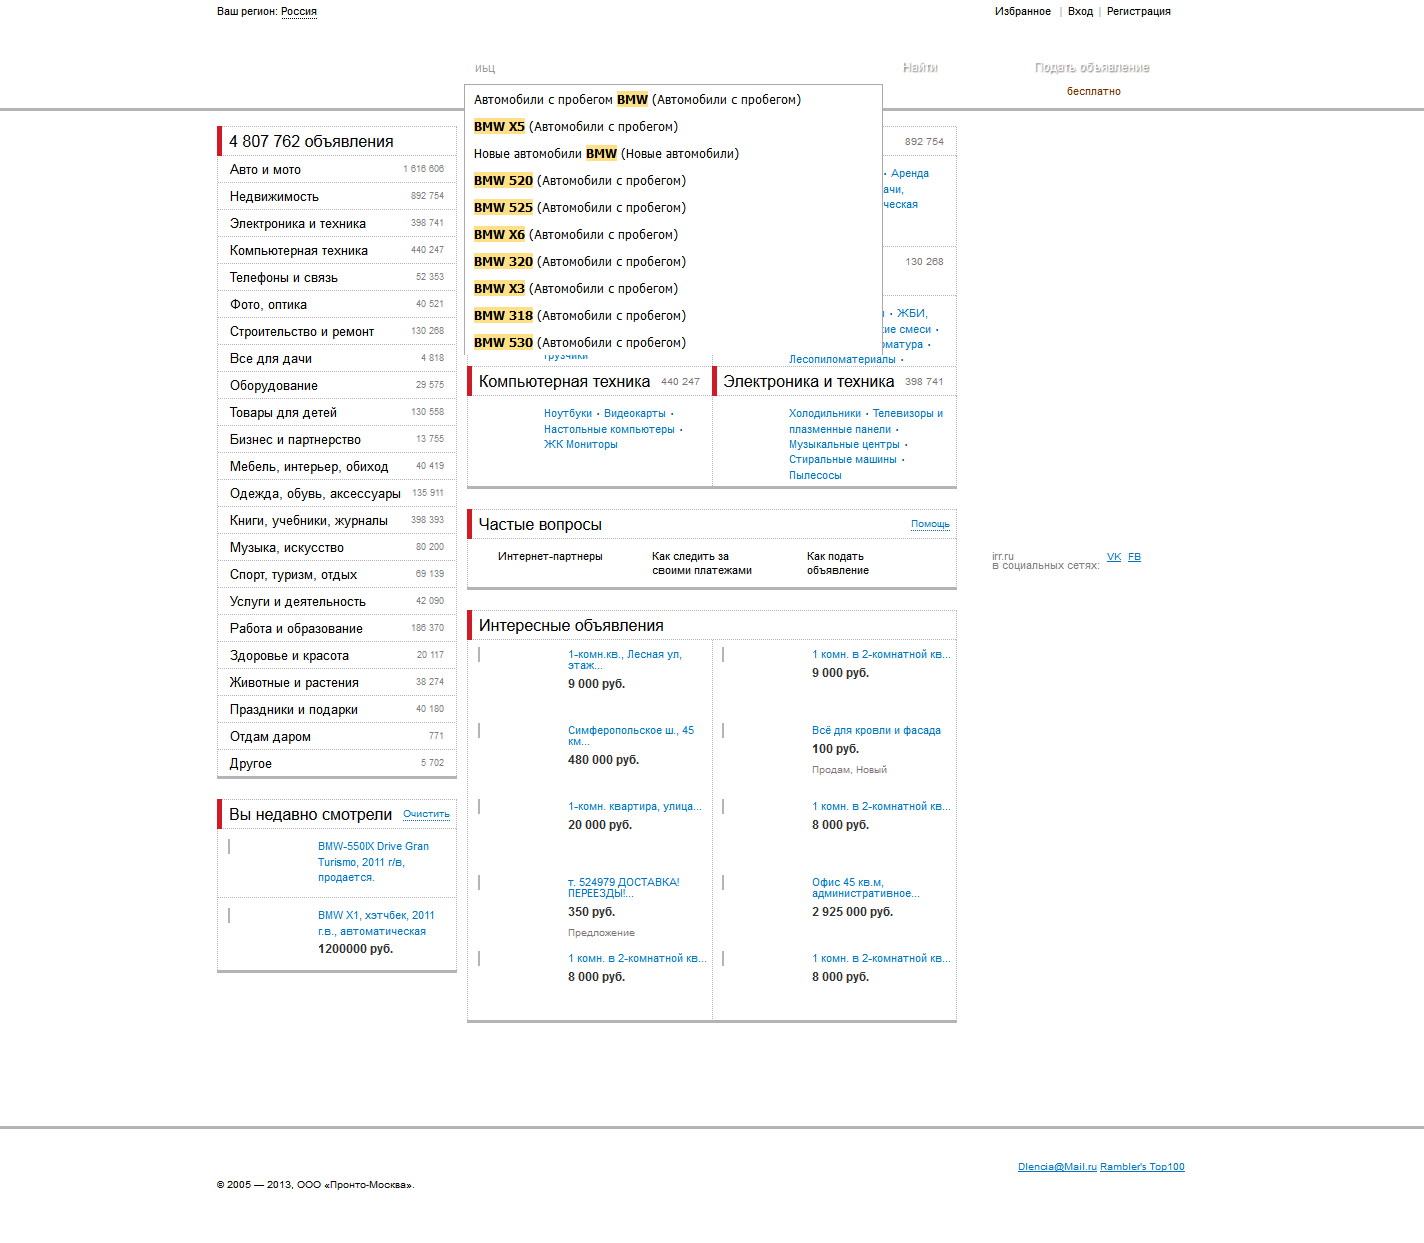 Ваш регион: Россия
Избранное | Вход | Регистрация
иьц
Найти
Подать объявление
бесплатно
Автомобили с пробегом BMW (Автомобили с пробегом)
BMW X5 (Автомобили с пробегом)
Новые автомобили BMW (Новые автомобили)
BMW 520 (Автомобили с пробегом)
BMW 525 (Автомобили с пробегом)
BMW X6 (Автомобили с пробегом)
BMW 320 (Автомобили с пробегом)
BMW X3 (Автомобили с пробегом)
BMW 318 (Автомобили с пробегом)
BMW 530 (Автомобили с пробегом)
4 807 762 объявления
Авто и мото 1 616 606
Недвижимость 892 754
Электроника и техника 398 741
Компьютерная техника 440 247
Телефоны и связь 52 353
Фото, оптика 40 521
Строительство и ремонт 130 268
Все для дачи 4 818
Оборудование 29 575
Товары для детей 130 558
Бизнес и партнерство 13 755
Мебель, интерьер, обиход 40 419
Одежда, обувь, аксессуары 135 911
Книги, учебники, журналы 398 393
Музыка, искусство 80 200
Спорт, туризм, отдых 69 139
Услуги и деятельность 42 090
Работа и образование 186 370
Здоровье и красота 20 117
Животные и растения 38 274
Праздники и подарки 40 180
Отдам даром 771
Другое 5 702
Вы недавно смотрели Очистить
BMW-550IX Drive Gran
Turismo, 2011 г/в,
продается.
BMW X1, хэтчбек, 2011
г.в., автоматическая
1200000 руб.
892 754
· Аренда
ачи,
ческая
130 268
· ЖБИ,
кие смеси ·
рматура ·
Лесопиломатериалы ·
грузчики
Компьютерная техника 440 247
Ноутбуки · Видеокарты ·
Настольные компьютеры ·
ЖК Мониторы
Электроника и техника 398 741
Холодильники · Телевизоры и
плазменные панели ·
Музыкальные центры ·
Стиральные машины ·
Пылесосы
Частые вопросы Помощь
Интернет-партнеры
Как следить за
своими платежами
Как подать
объявление
irr.ru
в социальных сетях:
VK FB
Интересные объявления
1-комн.кв., Лесная ул,
этаж...
9 000 руб.
1 комн. в 2-комнатной кв...
9 000 руб.
Симферопольское ш., 45
км...
480 000 руб.
Всё для кровли и фасада
100 руб.
Продам, Новый
1-комн. квартира, улица...
20 000 руб.
1 комн. в 2-комнатной кв...
8 000 руб.
т. 524979 ДОСТАВКА!
ПЕРЕЕЗДЫ!...
350 руб.
Предложение
Офис 45 кв.м,
административное...
2 925 000 руб.
1 комн. в 2-комнатной кв...
8 000 руб.
1 комн. в 2-комнатной кв...
8 000 руб.
Dlencia@Mail.ru Rambler's Top100
© 2005 — 2013, ООО «Пронто-Москва».